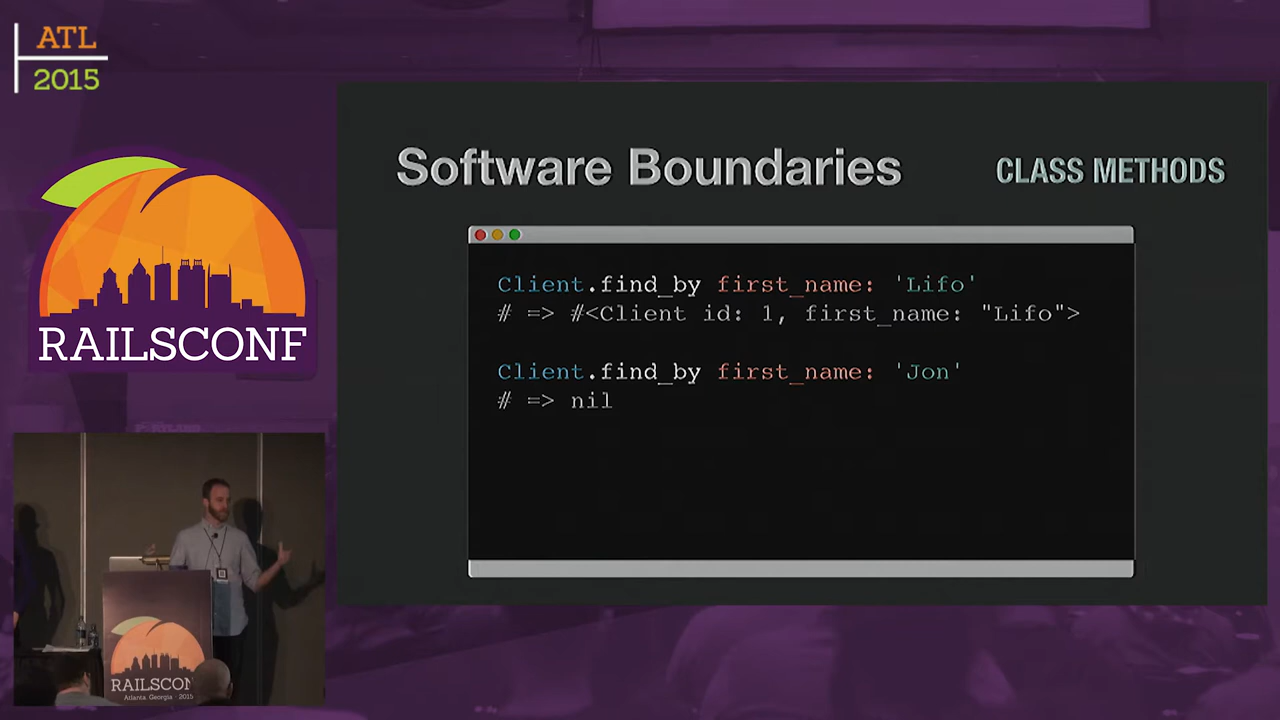 ATL
2015
RAILSCONF
Software Boundaries
CLASS METHODS
Client.find_by first_name: 'Lifo'
# => #<Client id: 1, first_name: "Lifo">
Client.find_by first_name: 'Jon'
# => nil
RAILSCON
Atlanta, Georgia - 2015